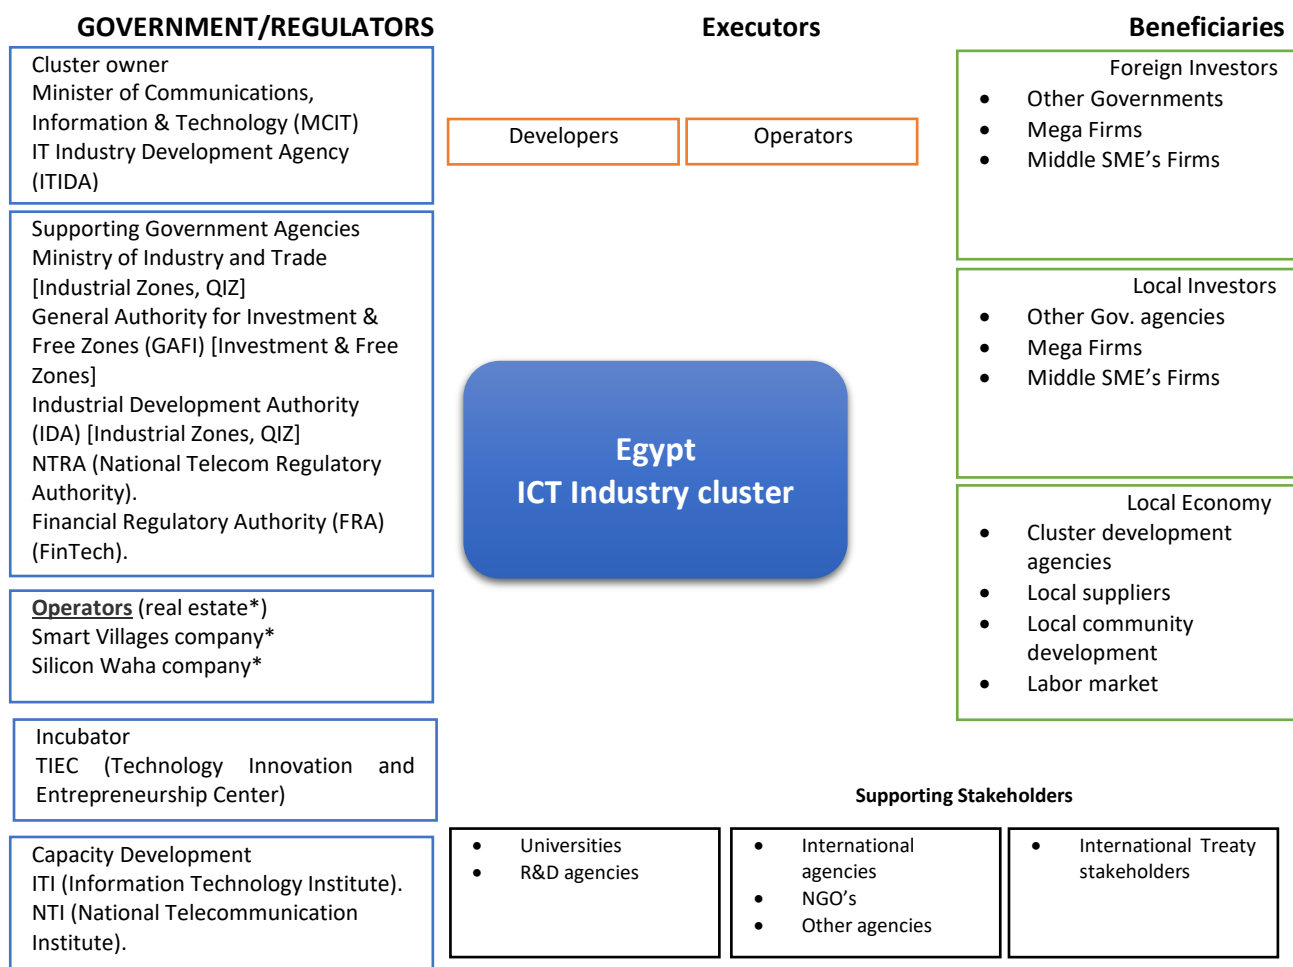 GOVERNMENT/REGULATORS
Cluster owner
Minister of Communications,
Information & Technology (MCIT)
IT Industry Development Agency
(ITIDA)
Supporting Government Agencies
Ministry of Industry and Trade
[Industrial Zones, QIZ]
General Authority for Investment &
Free Zones (GAFI) [Investment & Free
Zones]
Industrial Development Authority
(IDA) [Industrial Zones, QIZ]
NTRA (National Telecom Regulatory
Authority).
Financial Regulatory Authority (FRA)
(FinTech).
Operators (real estate*)
Smart Villages company*
Silicon Waha company*
Incubator
TIEC (Technology Innovation and
Entrepreneurship Center)
Capacity Development
ITI (Information Technology Institute).
NTI (National Telecommunication
Institute).
Executors
Developers
Operators
Egypt
ICT Industry cluster
Beneficiaries
Foreign Investors
• Other Governments
• Mega Firms
• Middle SME’s Firms
Local Investors
• Other Gov. agencies
• Mega Firms
• Middle SME’s Firms
Local Economy
• Cluster development
agencies
• Local suppliers
• Local community
development
• Labor market
Supporting Stakeholders
• Universities
• R&D agencies
• International
agencies
• NGO’s
• Other agencies
• International Treaty
stakeholders